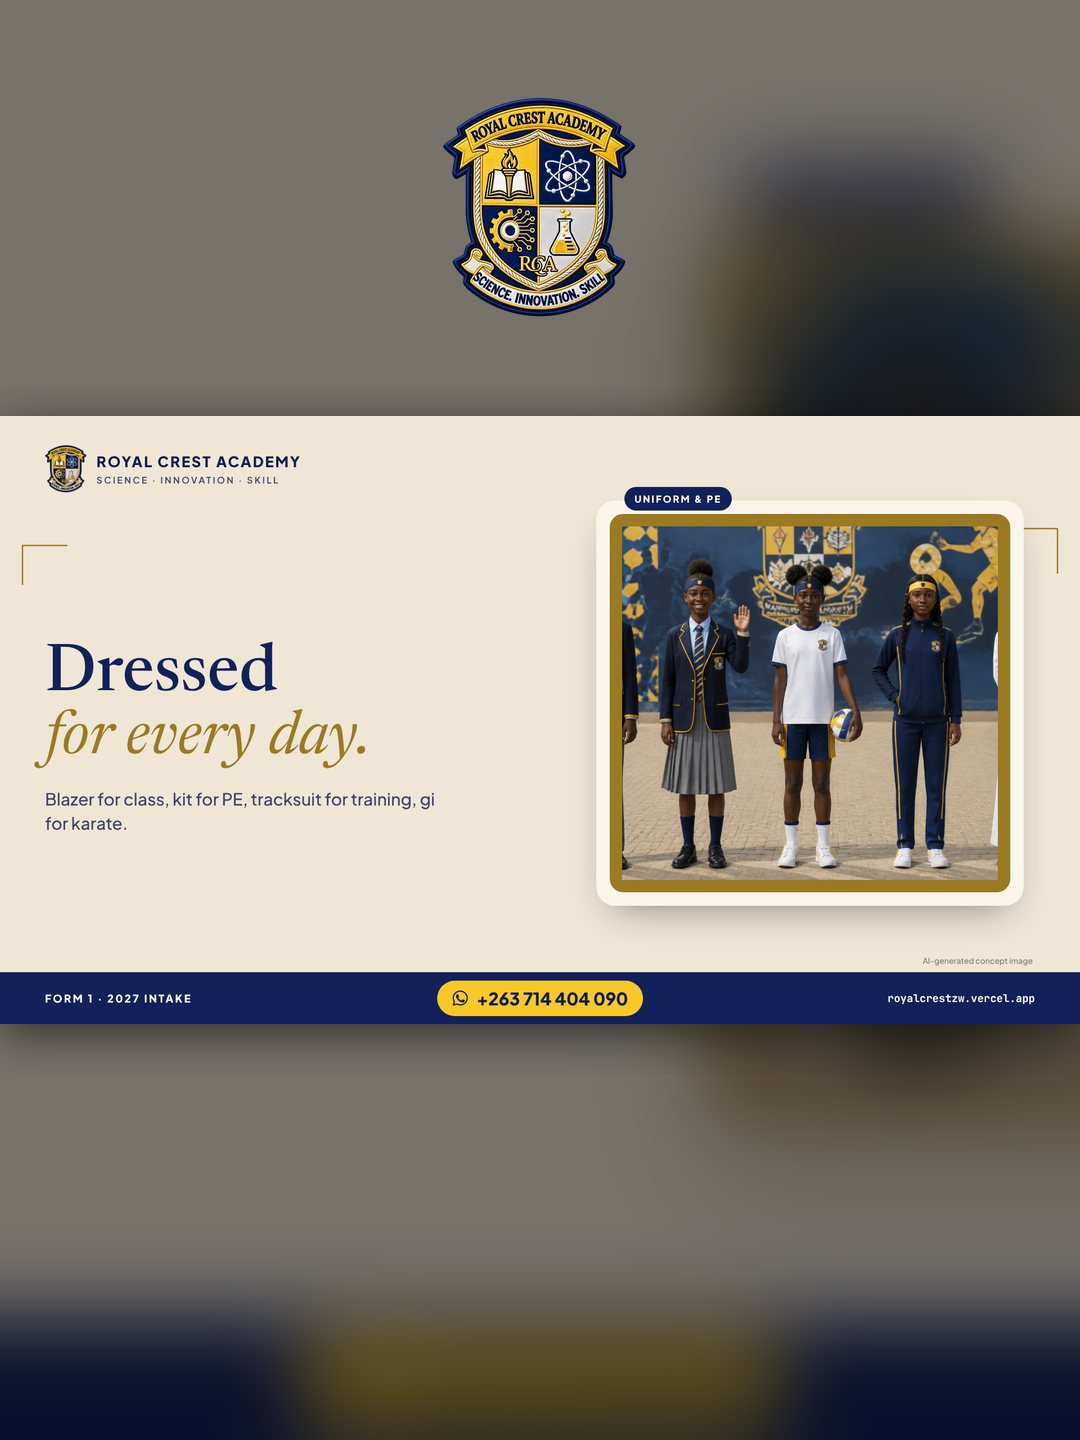 ROYAL CREST ACADEMY
RCA
SCIENCE. INNOVATION. SKILL
ROYAL CREST ACADEMY
SCIENCE · INNOVATION · SKILL
UNIFORM & PE
Dressed
for every day.
Blazer for class, kit for PE, tracksuit for training, gi
for karate.
AI-generated concept image
FORM 1 · 2027 INTAKE
+263 714 404 090
royalcrestzw.vercel.app